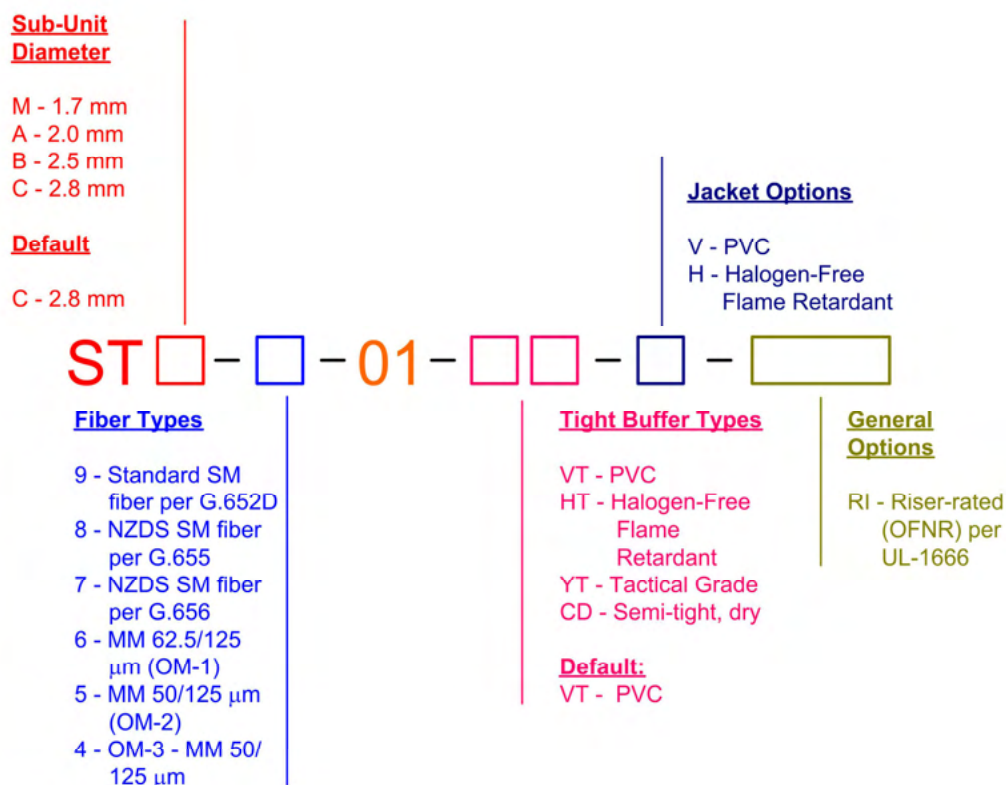 Sub-Unit
Diameter
M - 1.7 mm
A - 2.0 mm
B - 2.5 mm
C - 2.8 mm
Default
C - 2.8 mm
Jacket Options
V - PVC
H - Halogen-Free
Flame Retardant
ST - - 01 - - -
Fiber Types
9 - Standard SM
fiber per G.652D
8 - NZDS SM fiber
per G.655
7 - NZDS SM fiber
per G.656
6 - MM 62.5/125
μm (OM-1)
5 - MM 50/125 μm
(OM-2)
4 - OM-3 - MM 50/
125 μm
Tight Buffer Types
VT - PVC
HT - Halogen-Free
Flame
Retardant
YT - Tactical Grade
CD - Semi-tight, dry
Default:
VT - PVC
General
Options
RI - Riser-rated
(OFNR) per
UL-1666